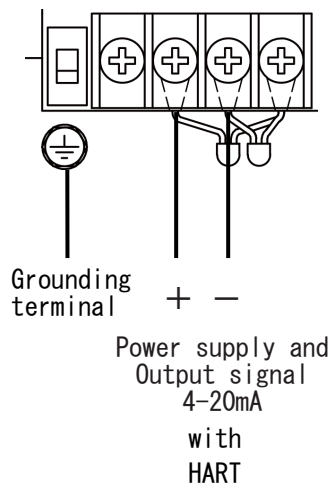 Grounding
terminal
+ −
Power supply and
Output signal
4-20mA
with
HART